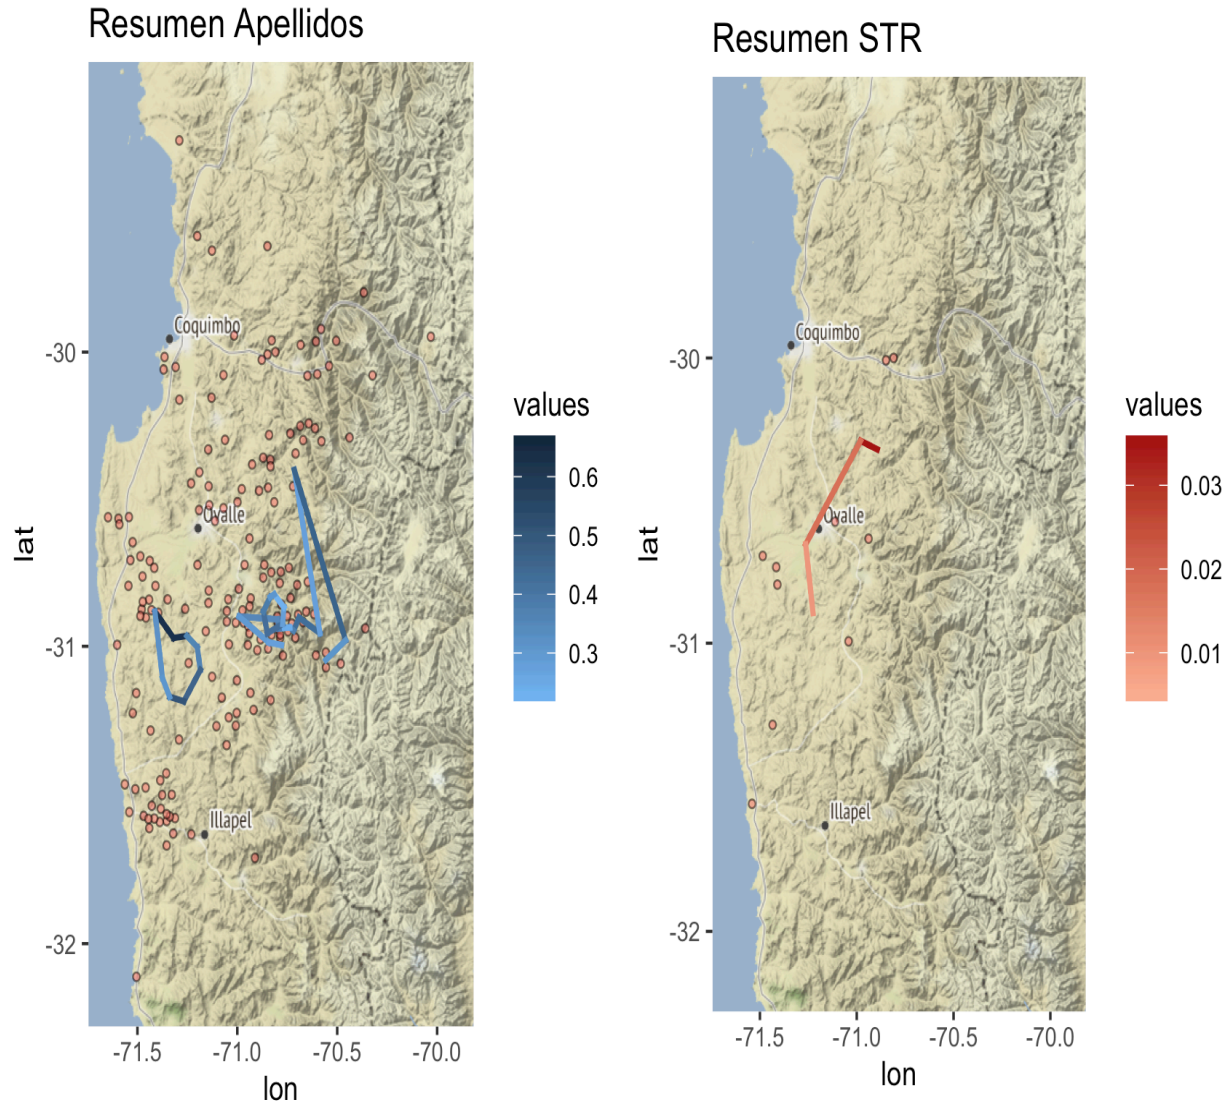 Resumen Apellidos
Coquimbo
Ovalle
Illapel
-30
-31
-32
-71.5
-71.0
-70.5
-70.0
lat
lon
values
0.6
0.5
0.4
0.3
Resumen STR
Coquimbo
Ovalle
Illapel
-30
-31
-32
-71.5
-71.0
-70.5
-70.0
lat
lon
values
0.03
0.02
0.01